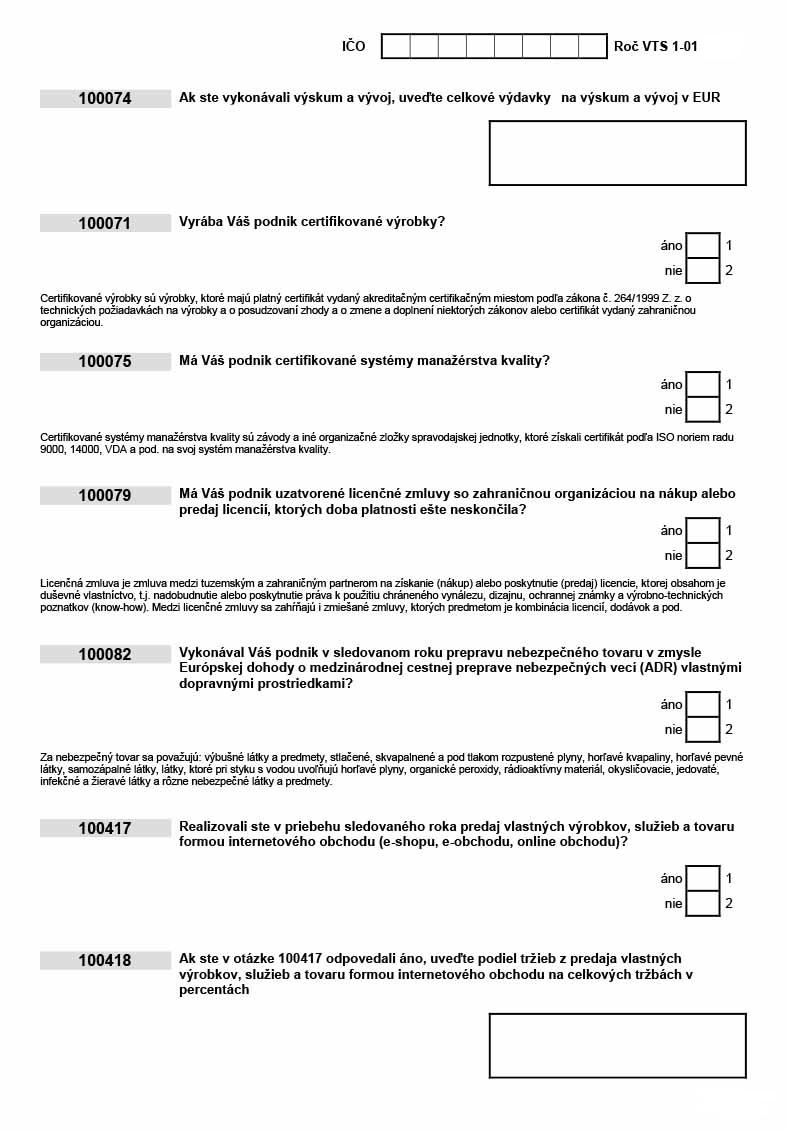 IČO Roč VTS 1-01
100074 Ak ste vykonávali výskum a vývoj, uveďte celkové výdavky na výskum a vývoj v EUR
100071 Vyrába Váš podnik certifikované výrobky?
áno 1
nie 2
Certifikované výrobky sú výrobky, ktoré majú platný certifikát vydaný akreditačným certifikačným miestom podľa zákona č. 264/1999 Z. z. o
technických požiadavkách na výrobky a o posudzovaní zhody a o zmene a doplnení niektorých zákonov alebo certifikát vydaný zahraničnou
organizáciou.
100075 Má Váš podnik certifikované systémy manažérstva kvality?
áno 1
nie 2
Certifikované systémy manažérstva kvality sú závody a iné organizačné zložky spravodajskej jednotky, ktoré získali certifikát podľa ISO noriem radu
9000, 14000, VDA a pod. na svoj systém manažérstva kvality.
100079 Má Váš podnik uzatvorené licenčné zmluvy so zahraničnou organizáciou na nákup alebo
predaj licencií, ktorých doba platnosti ešte neskončila?
áno 1
nie 2
Licenčná zmluva je zmluva medzi tuzemským a zahraničným partnerom na získanie (nákup) alebo poskytnutie (predaj) licencie, ktorej obsahom je
duševné vlastníctvo, t.j. nadobudnutie alebo poskytnutie práva k použitiu chráneného vynálezu, dizajnu, ochrannej známky a výrobno-technických
poznatkov (know-how). Medzi licenčné zmluvy sa zahŕňajú i zmiešané zmluvy, ktorých predmetom je kombinácia licencií, dodávok a pod.
100082 Vykonával Váš podnik v sledovanom roku prepravu nebezpečného tovaru v zmysle
Európskej dohody o medzinárodnej cestnej preprave nebezpečných vecí (ADR) vlastnými
dopravnými prostriedkami?
áno 1
nie 2
Za nebezpečný tovar sa považujú: výbušné látky a predmety, stlačené, skvapalnené a pod tlakom rozpustené plyny, horľavé kvapaliny, horľavé pevné
látky, samozápalné látky, látky, ktoré pri styku s vodou uvoľňujú horľavé plyny, organické peroxidy, rádioaktívny materiál, okysličovacie, jedovaté,
infekčné a žieravé látky a rôzne nebezpečné látky a predmety.
100417 Realizovali ste v priebehu sledovaného roka predaj vlastných výrobkov, služieb a tovaru
formou internetového obchodu (e-shopu, e-obchodu, online obchodu)?
áno 1
nie 2
100418 Ak ste v otázke 100417 odpovedali áno, uveďte podiel tržieb z predaja vlastných
výrobkov, služieb a tovaru formou internetového obchodu na celkových tržbách v
percentách